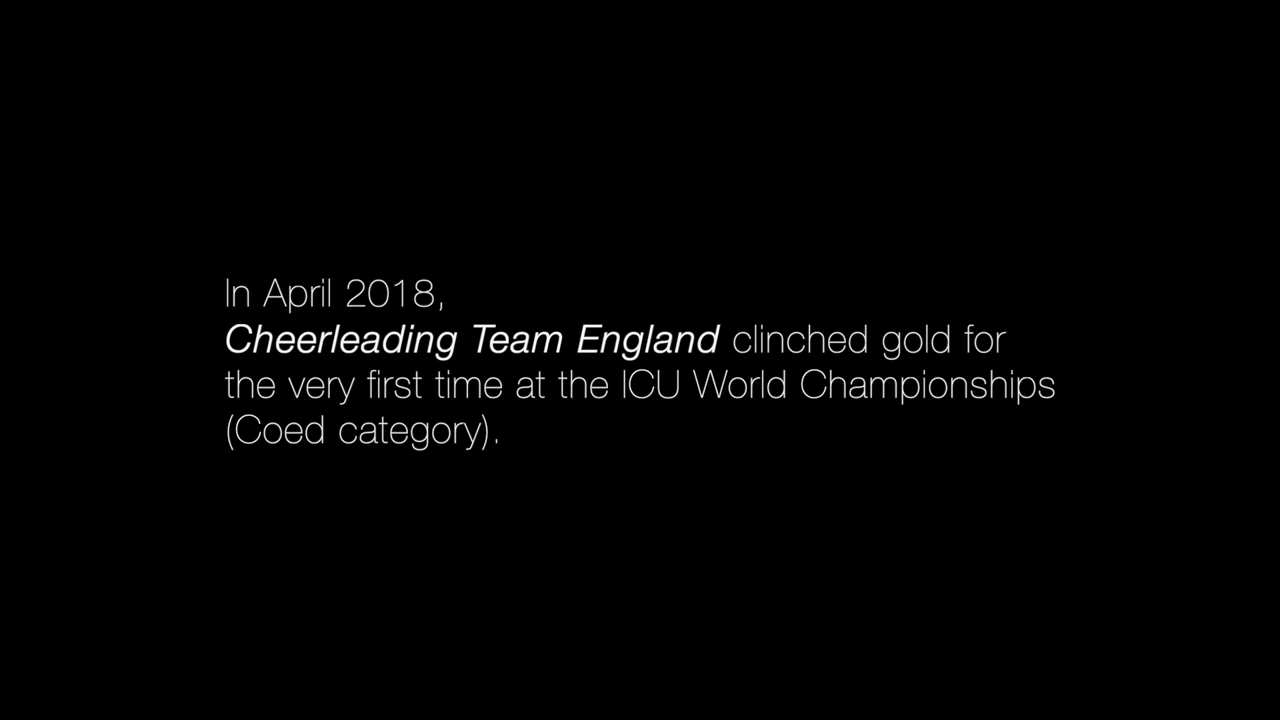 In April 2018,
Cheerleading Team England clinched gold for
the very first time at the ICU World Championships
(Coed category).